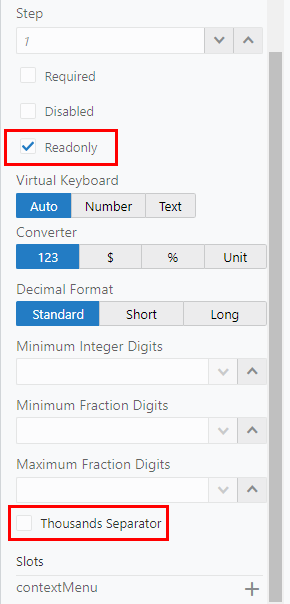 Step
1
Required
Disabled
Readonly
Virtual Keyboard
Auto Number Text
Converter
123 $ % Unit
Decimal Format
Standard Short Long
Minimum Integer Digits
Minimum Fraction Digits
Maximum Fraction Digits
Thousands Separator
Slots
contextMenu